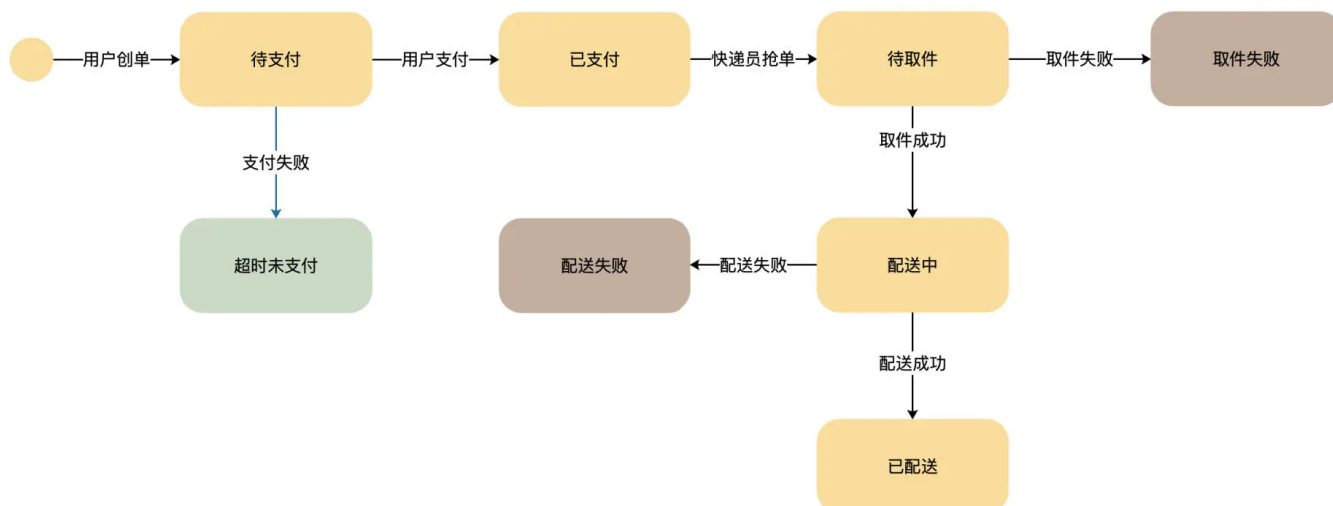 用户创单
待支付
用户支付
已支付
快递员抢单
待取件
取件失败
取件失败
支付失败
取件成功
超时未支付
配送失败
配送失败
配送中
配送成功
已配送